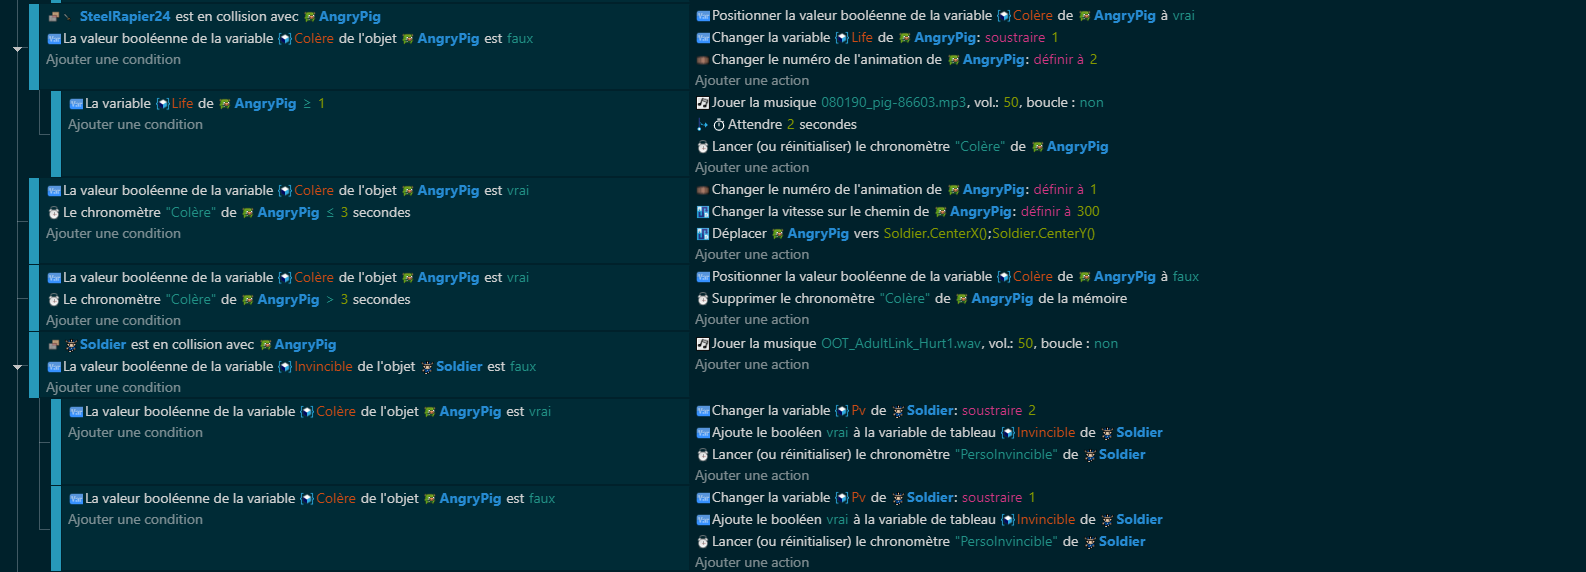 SteelRapier24 est en collision avec AngryPig
La valeur booléenne de la variable Colère de l'objet AngryPig est faux
Ajouter une condition
Positionner la valeur booléenne de la variable Colère de AngryPig à vrai
Changer la variable Life de AngryPig: soustraire 1
Changer le numéro de l'animation de AngryPig: définir à 2
Ajouter une action
La variable Life de AngryPig ≥ 1
Ajouter une condition
Jouer la musique 080190_pig-86603.mp3, vol.: 50, boucle : non
Attendre 2 secondes
Lancer (ou réinitialiser) le chronomètre "Colère" de AngryPig
Ajouter une action
La valeur booléenne de la variable Colère de l'objet AngryPig est vrai
Le chronomètre "Colère" de AngryPig ≤ 3 secondes
Ajouter une condition
Changer le numéro de l'animation de AngryPig: définir à 1
Changer la vitesse sur le chemin de AngryPig: définir à 300
Déplacer AngryPig vers Soldier.CenterX();Soldier.CenterY()
Ajouter une action
La valeur booléenne de la variable Colère de l'objet AngryPig est vrai
Le chronomètre "Colère" de AngryPig > 3 secondes
Ajouter une condition
Positionner la valeur booléenne de la variable Colère de AngryPig à faux
Supprimer le chronomètre "Colère" de AngryPig de la mémoire
Ajouter une action
Soldier est en collision avec AngryPig
La valeur booléenne de la variable Invincible de l'objet Soldier est faux
Ajouter une condition
Jouer la musique OOT_AdultLink_Hurt1.wav, vol.: 50, boucle : non
Ajouter une action
La valeur booléenne de la variable Colère de l'objet AngryPig est vrai
Ajouter une condition
Changer la variable Pv de Soldier: soustraire 2
Ajoute le booléen vrai à la variable de tableau Invincible de Soldier
Lancer (ou réinitialiser) le chronomètre "PersoInvincible" de Soldier
Ajouter une action
La valeur booléenne de la variable Colère de l'objet AngryPig est faux
Ajouter une condition
Changer la variable Pv de Soldier: soustraire 1
Ajoute le booléen vrai à la variable de tableau Invincible de Soldier
Lancer (ou réinitialiser) le chronomètre "PersoInvincible" de Soldier
Ajouter une action